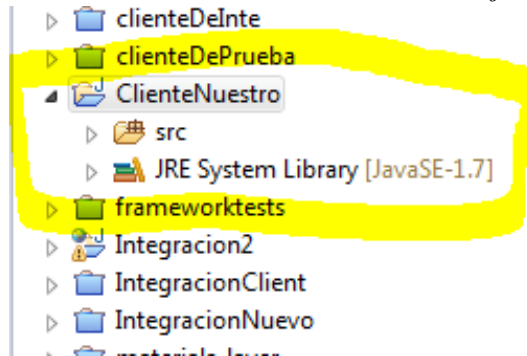 clienteDeInte
clienteDePrueba
ClienteNuestro
src
JRE System Library [JavaSE-1.7]
frameworktests
Integracion2
IntegracionClient
IntegracionNuevo